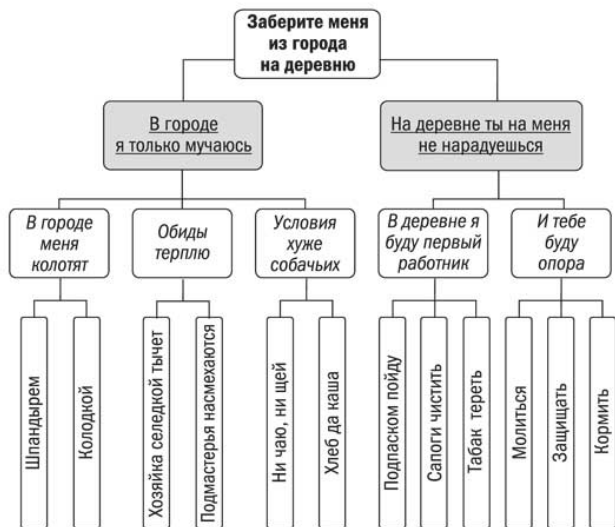 Заберите меня
из города
на деревню
В городе
я только мучаюсь
На деревне ты на меня
не нарадуешься
В городе
меня
колотят
Обиды
терплю
Условия
хуже
собачьих
В деревне я
буду первый
работник
И тебе
буду
опора
Шпандырем
Колодкой
Хозяйка селедкой тычет
Подмастерья насмехаются
Ни чаю, ни щей
Хлеб да каша
Подпаском пойду
Сапоги чистить
Табак тереть
Молиться
Защищать
Кормить